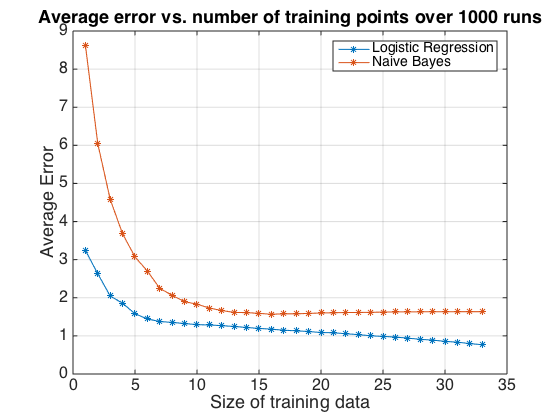 Average error vs. number of training points over 1000 runs
Logistic Regression
Naive Bayes
9
8
7
6
5
4
3
2
1
0
Average Error
0 5 10 15 20 25 30 35
Size of training data